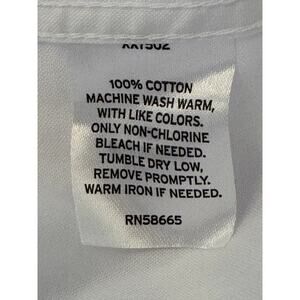 100% COTTON
MACHINE WASH WARM,
WITH LIKE COLORS.
ONLY NON-CHLORINE
BLEACH IF NEEDED.
TUMBLE DRY LOW,
REMOVE PROMPTLY.
WARM IRON IF NEEDED.
RN58665